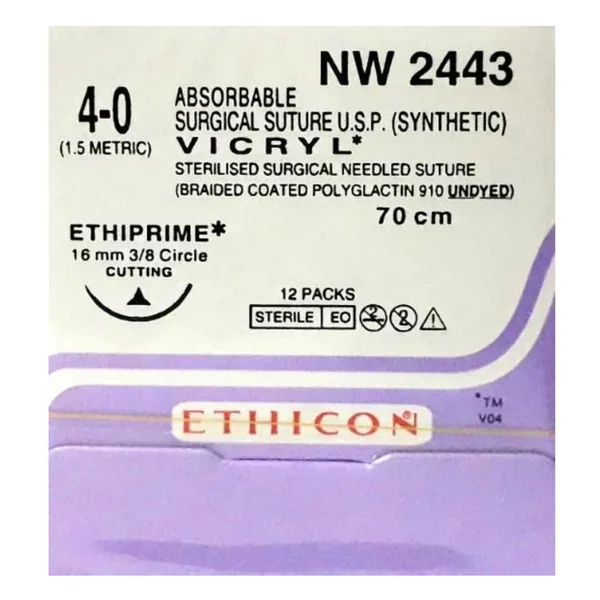 NW 2443
4-0
(1.5 METRIC)
ABSORBABLE
SURGICAL SUTURE U.S.P. (SYNTHETIC)
VICRYL*
STERILISED SURGICAL NEEDLED SUTURE
(BRAIDED COATED POLYGLACTIN 910 UNDYED)
70 cm
ETHIPRIME*
16 mm 3/8 Circle
CUTTING
12 PACKS
STERILE EO
2
*TM
V04
ETHICON®